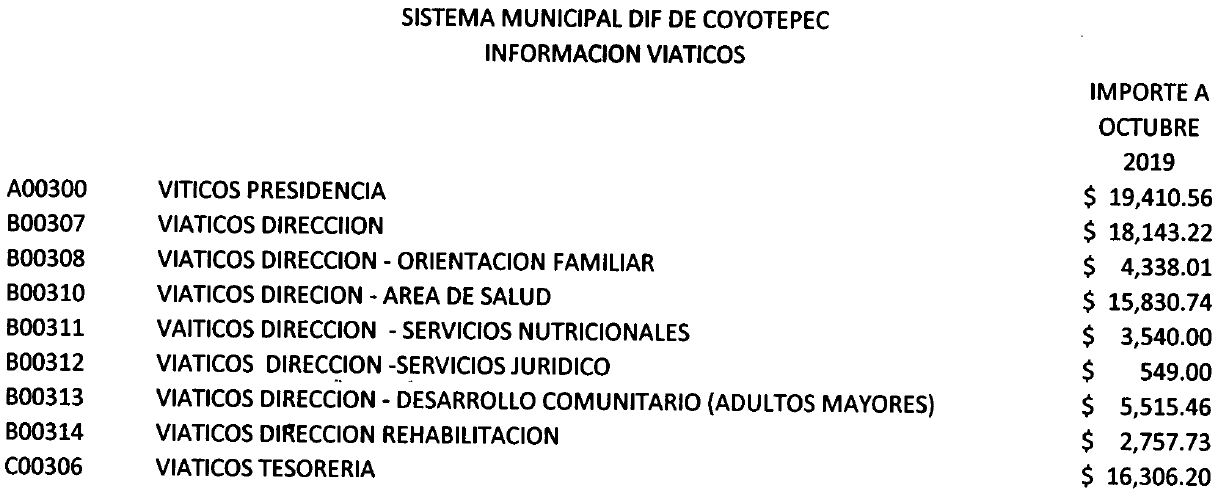 SISTEMA MUNICIPAL DIF DE COYOTEPEC
INFORMACION VIATICOS
IMPORTE A
OCTUBRE
2019
A00300 VITICOS PRESIDENCIA $ 19,410.56
B00307 VIATICOS DIRECCIION $ 18,143.22
B00308 VIATICOS DIRECCION - ORIENTACION FAMILIAR $ 4,338.01
B00310 VIATICOS DIRECION - AREA DE SALUD $ 15,830.74
B00311 VAITICOS DIRECCION - SERVICIOS NUTRICIONALES $ 3,540.00
B00312 VIATICOS DIRECCION -SERVICIOS JURIDICO $ 549.00
B00313 VIATICOS DIRECCION - DESARROLLO COMUNITARIO (ADULTOS MAYORES) $ 5,515.46
B00314 VIATICOS DIRECCION REHABILITACION $ 2,757.73
C00306 VIATICOS TESORERIA $ 16,306.20